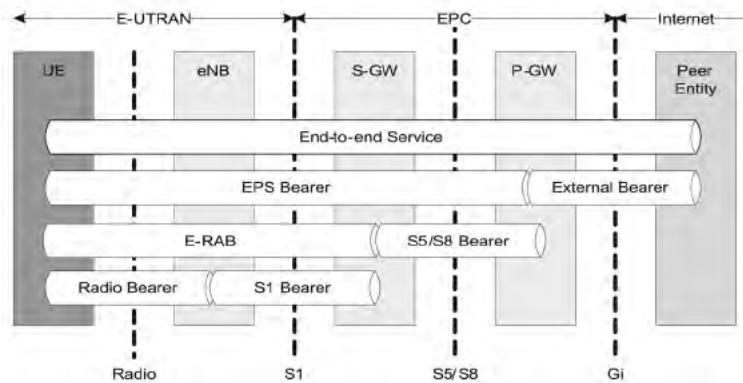 E-UTRAN EPC Internet
UE eNB S-GW P-GW Peer
Entity
End-to-end Service
EPS Bearer External Bearer
E-RAB S5/S8 Bearer
Radio Bearer S1 Bearer
Radio S1 S5/S8 Gi